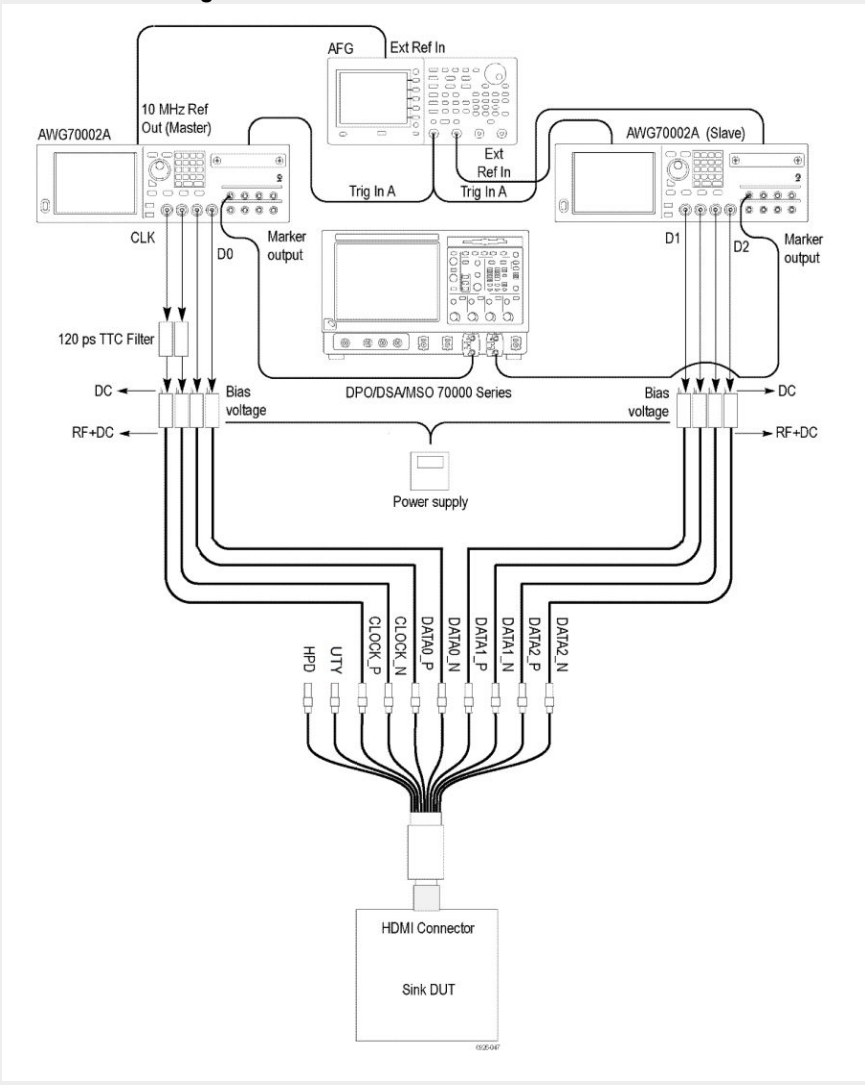 AFG
Ext Ref In
10 MHz Ref
Out (Master)
AWG70002A
AWG70002A (Slave)
Ext
Ref In
Trig In A
Trig In A
CLK
D0
Marker
output
D1
D2
Marker
output
120 ps TTC Filter
DC
Bias
voltage
DPO/DSA/MSO 70000 Series
Bias
voltage
DC
RF+DC
RF+DC
Power supply
HPD
UTY
CLOCK_P
CLOCK_N
DATA0_P
DATA0_N
DATA1_P
DATA1_N
DATA2_P
DATA2_N
HDMI Connector
Sink DUT